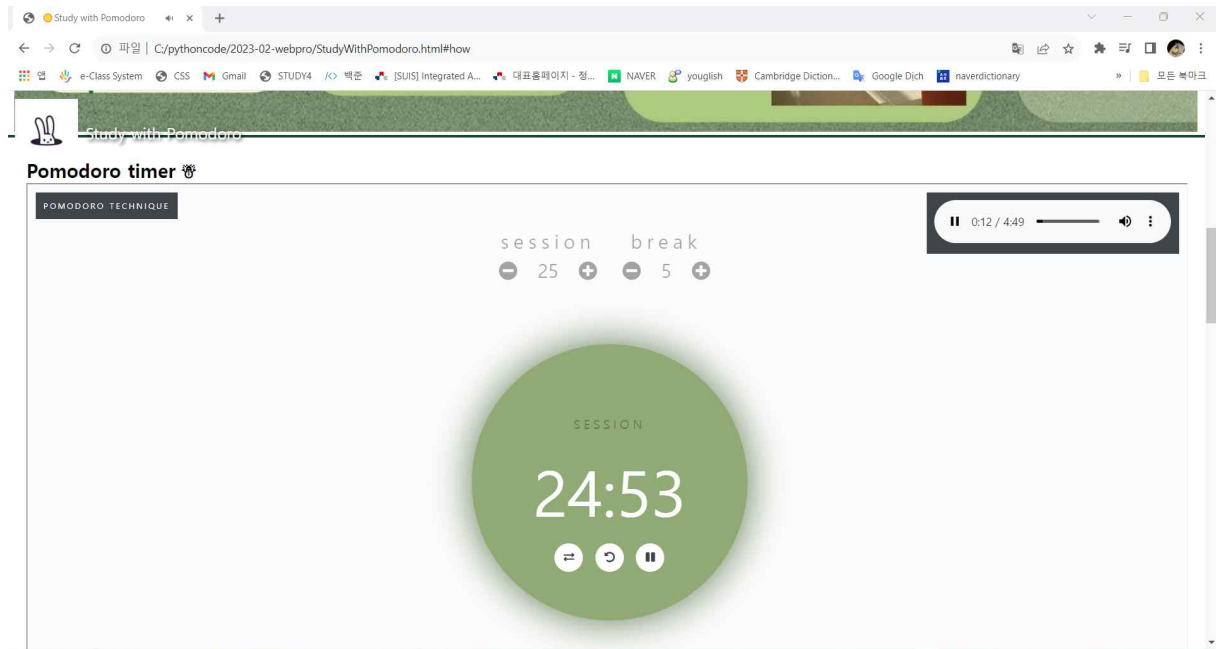 Study with Pomodoro
파일 | C:/pythoncode/2023-02-webpro/StudyWithPomodoro.html#how
앱 e-Class System CSS Gmail STUDY4 백준 [SUIS] Integrated A... 대표홈페이지 - 정... NAVER youglish Cambridge Diction... Google Dịch naverdictionary » 모든 북마크
Study with Pomodoro
Pomodoro timer
POMODORO TECHNIQUE
0:12 / 4:49
session break
25 5
SESSION
24:53